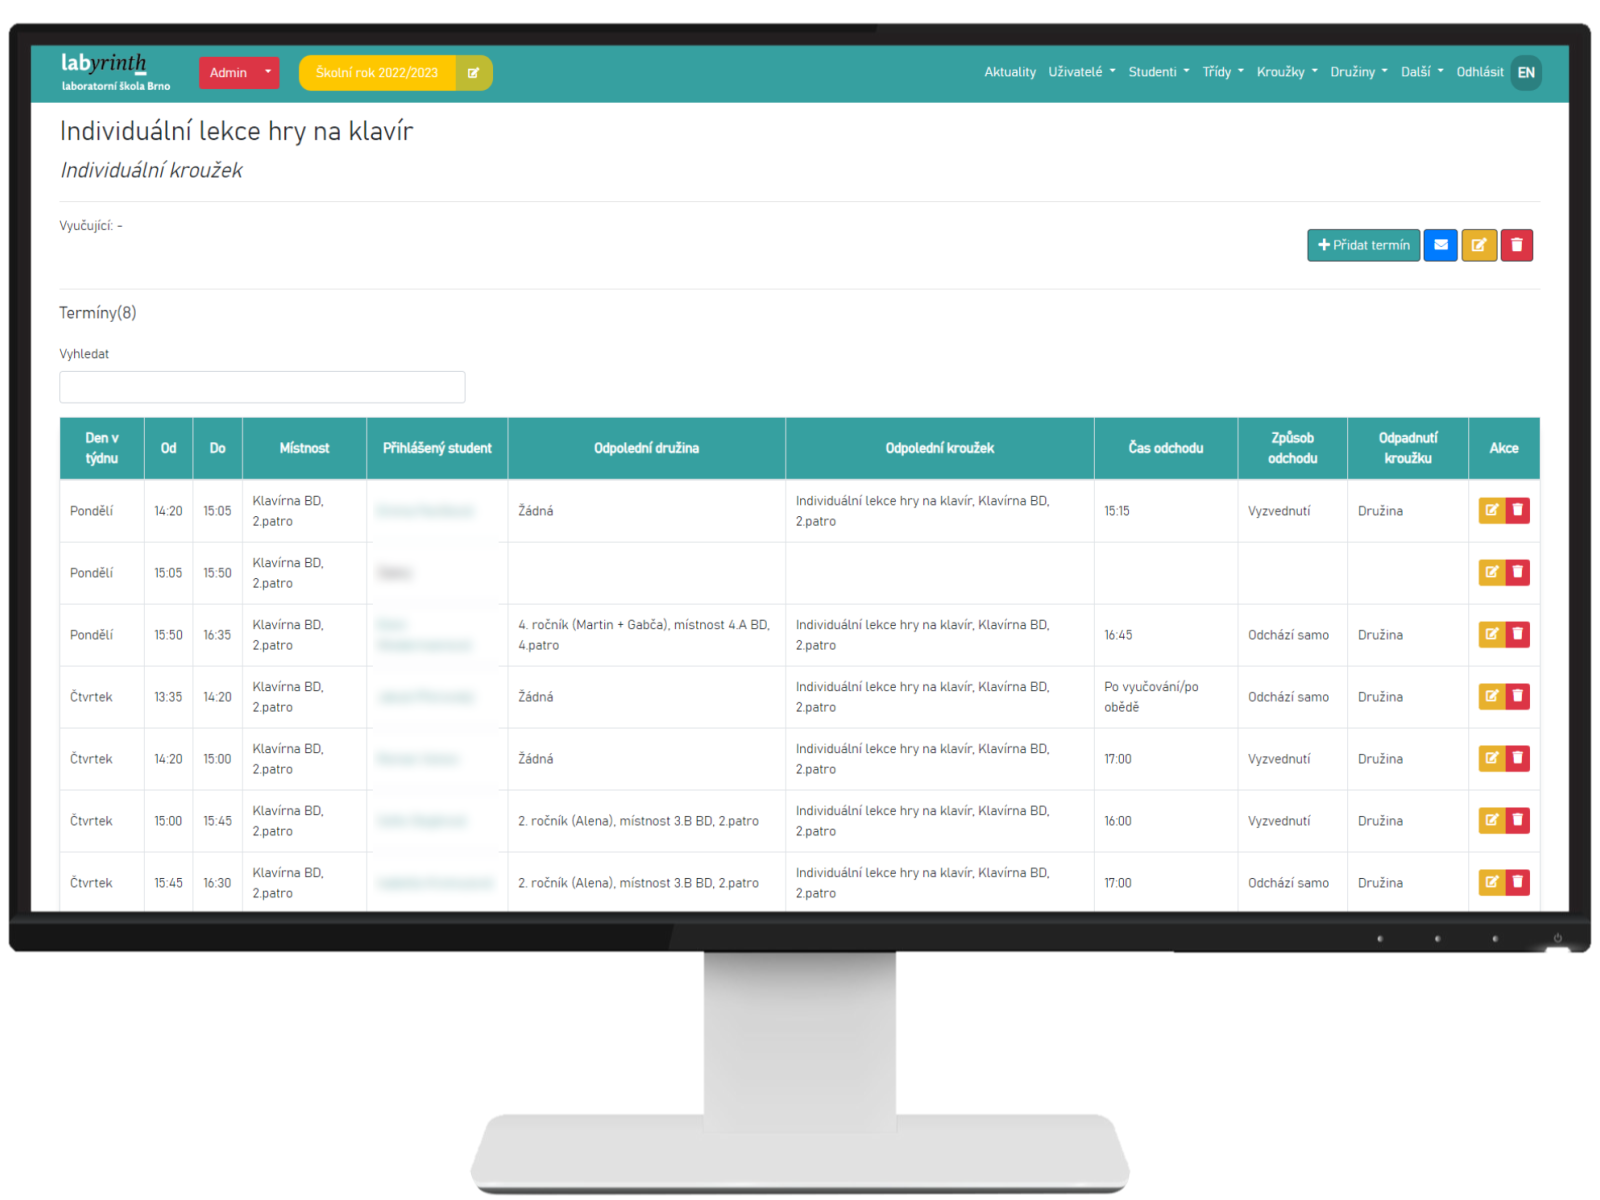 labyrinth
laboratorní škola Brno
Admin
Školní rok 2022/2023
Aktuality Uživatelé Studenti Třídy Kroužky Družiny Další Odhlásit EN
Individuální lekce hry na klavír
Individuální kroužek
Vyučující: -
Přidat termín
Termíny(8)
Vyhledat
Den v týdnu Od Do Místnost Přihlášený student Odpolední družina Odpolední kroužek Čas odchodu Způsob odchodu Odpadnutí kroužku Akce
Pondělí 14:20 15:05 Klavírna BD, 2.patro Žádná Individuální lekce hry na klavír, Klavírna BD, 2.patro 15:15 Vyzvednutí Družina
Pondělí 15:05 15:50 Klavírna BD, 2.patro
Pondělí 15:50 16:35 Klavírna BD, 2.patro 4. ročník (Martin + Gabča), místnost 4.A BD, 4.patro Individuální lekce hry na klavír, Klavírna BD, 2.patro 16:45 Odchází samo Družina
Čtvrtek 13:35 14:20 Klavírna BD, 2.patro Žádná Individuální lekce hry na klavír, Klavírna BD, 2.patro Po vyučování/po obědě Odchází samo Družina
Čtvrtek 14:20 15:00 Klavírna BD, 2.patro Žádná Individuální lekce hry na klavír, Klavírna BD, 2.patro 17:00 Vyzvednutí Družina
Čtvrtek 15:00 15:45 Klavírna BD, 2.patro 2. ročník (Alena), místnost 3.B BD, 2.patro Individuální lekce hry na klavír, Klavírna BD, 2.patro 16:00 Vyzvednutí Družina
Čtvrtek 15:45 16:30 Klavírna BD, 2.patro 2. ročník (Alena), místnost 3.B BD, 2.patro Individuální lekce hry na klavír, Klavírna BD, 2.patro 17:00 Odchází samo Družina